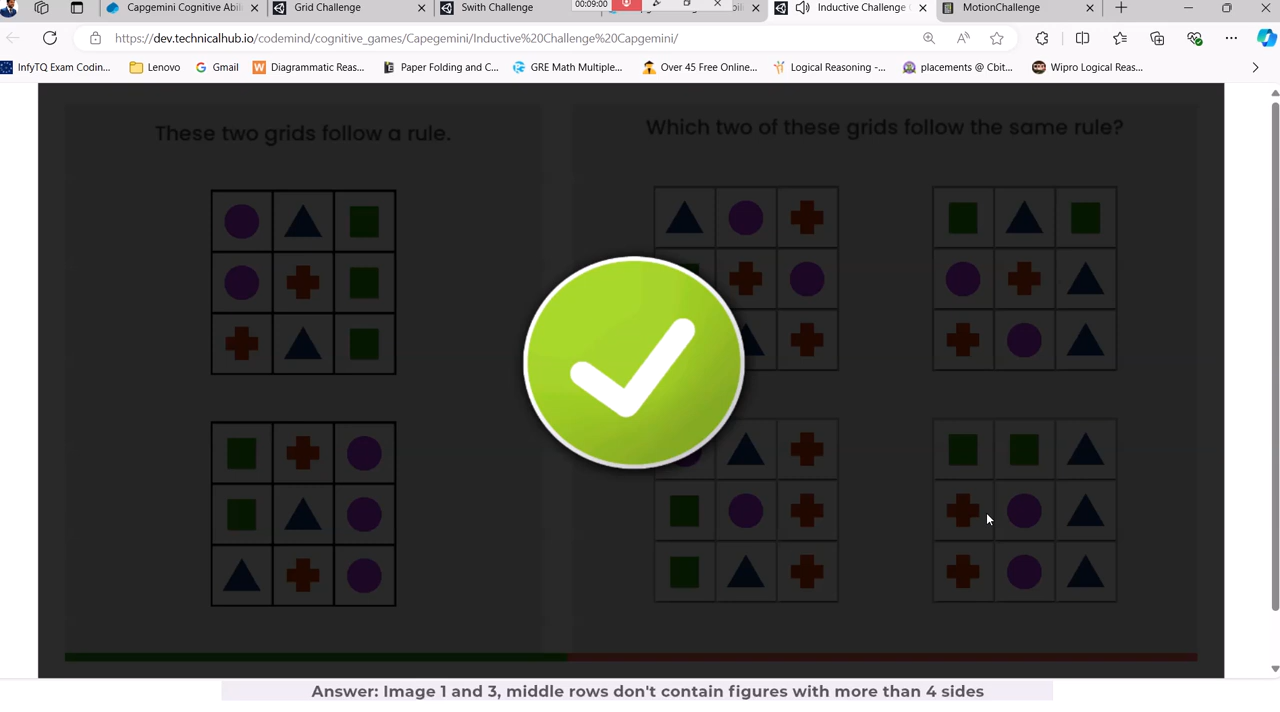 Capgemini Cognitive Abil
Grid Challenge
Swith Challenge
00:09:00
Inductive Challenge
MotionChallenge
https://dev.technicalhub.io/codemind/cognitive_games/Capegemini/Inductive%20Challenge%20Capgemini/
InfyTQ Exam Codin...
Lenovo
Gmail
Diagrammatic Reas...
Paper Folding and C...
GRE Math Multiple...
Over 45 Free Online...
Logical Reasoning -...
placements @ Cbit...
Wipro Logical Reas...
These two grids follow a rule.
Which two of these grids follow the same rule?
Answer: Image 1 and 3, middle rows don't contain figures with more than 4 sides